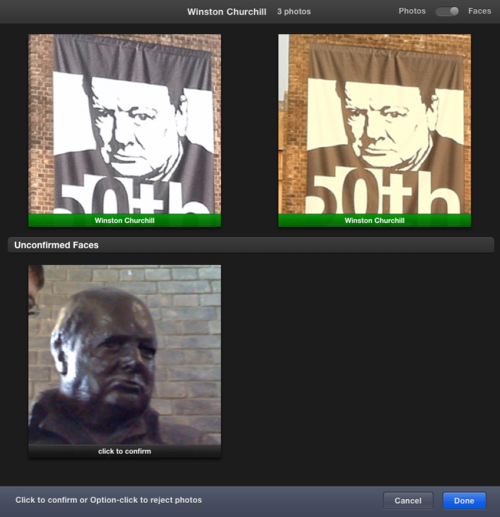 Winston Churchill 3 photos Photos Faces
50th 50th
Winston Churchill Winston Churchill
Unconfirmed Faces
click to confirm
Click to confirm or Option-click to reject photos Cancel Done